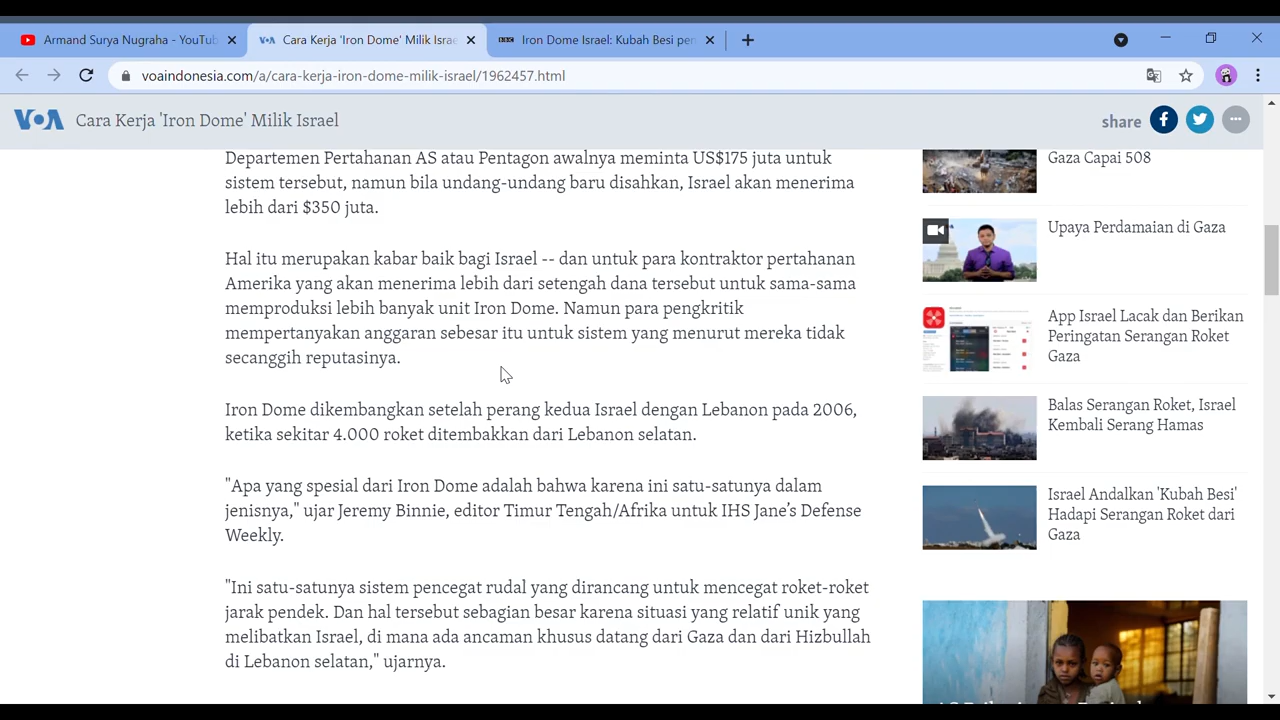 Armand Surya Nugraha - YouTub
VOA
Cara Kerja 'Iron Dome' Milik Israe
BBC
Iron Dome Israel: Kubah Besi per
voaindonesia.com/a/cara-kerja-iron-dome-milik-israel/1962457.html
VOA Cara Kerja 'Iron Dome' Milik Israel
share
Departemen Pertahanan AS atau Pentagon awalnya meminta US$175 juta untuk
sistem tersebut, namun bila undang-undang baru disahkan, Israel akan menerima
lebih dari $350 juta.
Hal itu merupakan kabar baik bagi Israel -- dan untuk para kontraktor pertahanan
Amerika yang akan menerima lebih dari setengah dana tersebut untuk sama-sama
memproduksi lebih banyak unit Iron Dome. Namun para pengkritik
mempertanyakan anggaran sebesar itu untuk sistem yang menurut mereka tidak
secanggih reputasinya.
Iron Dome dikembangkan setelah perang kedua Israel dengan Lebanon pada 2006,
ketika sekitar 4.000 roket ditembakkan dari Lebanon selatan.
"Apa yang spesial dari Iron Dome adalah bahwa karena ini satu-satunya dalam
jenisnya," ujar Jeremy Binnie, editor Timur Tengah/Afrika untuk IHS Jane’s Defense
Weekly.
"Ini satu-satunya sistem pencegat rudal yang dirancang untuk mencegat roket-roket
jarak pendek. Dan hal tersebut sebagian besar karena situasi yang relatif unik yang
melibatkan Israel, di mana ada ancaman khusus datang dari Gaza dan dari Hizbullah
di Lebanon selatan," ujarnya.
Gaza Capai 508
Upaya Perdamaian di Gaza
App Israel Lacak dan Berikan
Peringatan Serangan Roket
Gaza
Balas Serangan Roket, Israel
Kembali Serang Hamas
Israel Andalkan 'Kubah Besi'
Hadapi Serangan Roket dari
Gaza